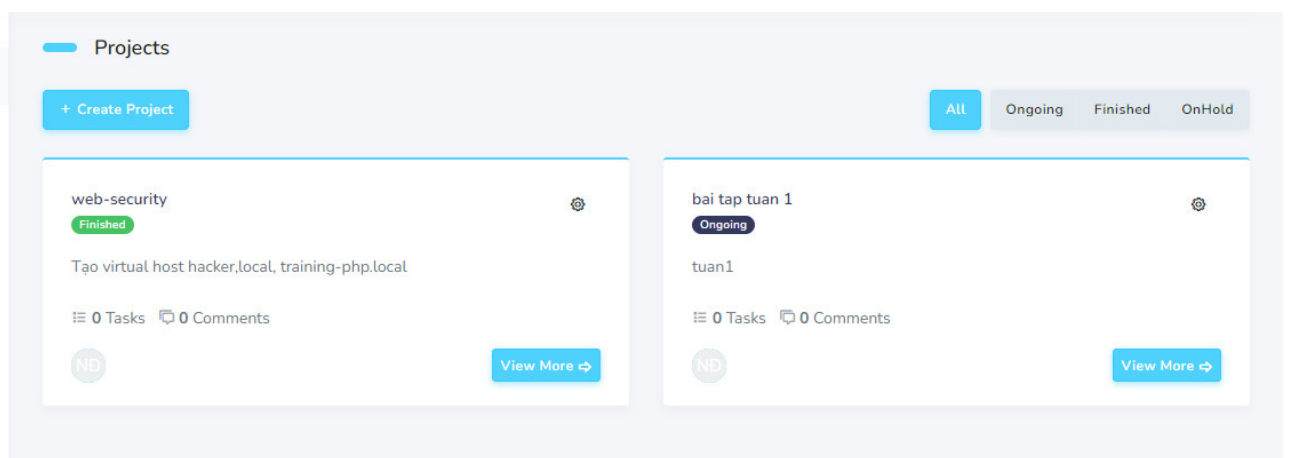 Projects
+ Create Project
All Ongoing Finished OnHold
web-security
Finished
Tạo virtual host hacker,local, training-php.local
0 Tasks 0 Comments
NĐ
View More
bai tap tuan 1
Ongoing
tuan1
0 Tasks 0 Comments
NĐ
View More